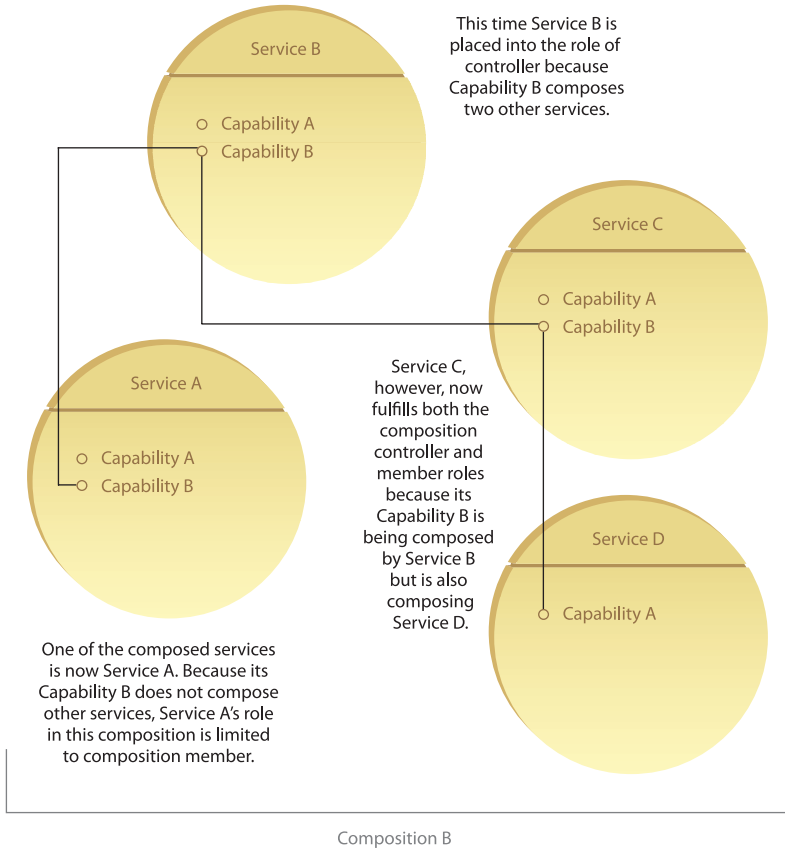 Service B
Capability A
Capability B
This time Service B is
placed into the role of
controller because
Capability B composes
two other services.
Service C
Capability A
Capability B
Service A
Capability A
Capability B
Service C,
however, now
fulfills both the
composition
controller and
member roles
because its
Capability B is
being composed
by Service B
but is also
composing
Service D.
Service D
Capability A
One of the composed services
is now Service A. Because its
Capability B does not compose
other services, Service A’s role
in this composition is limited
to composition member.
Composition B